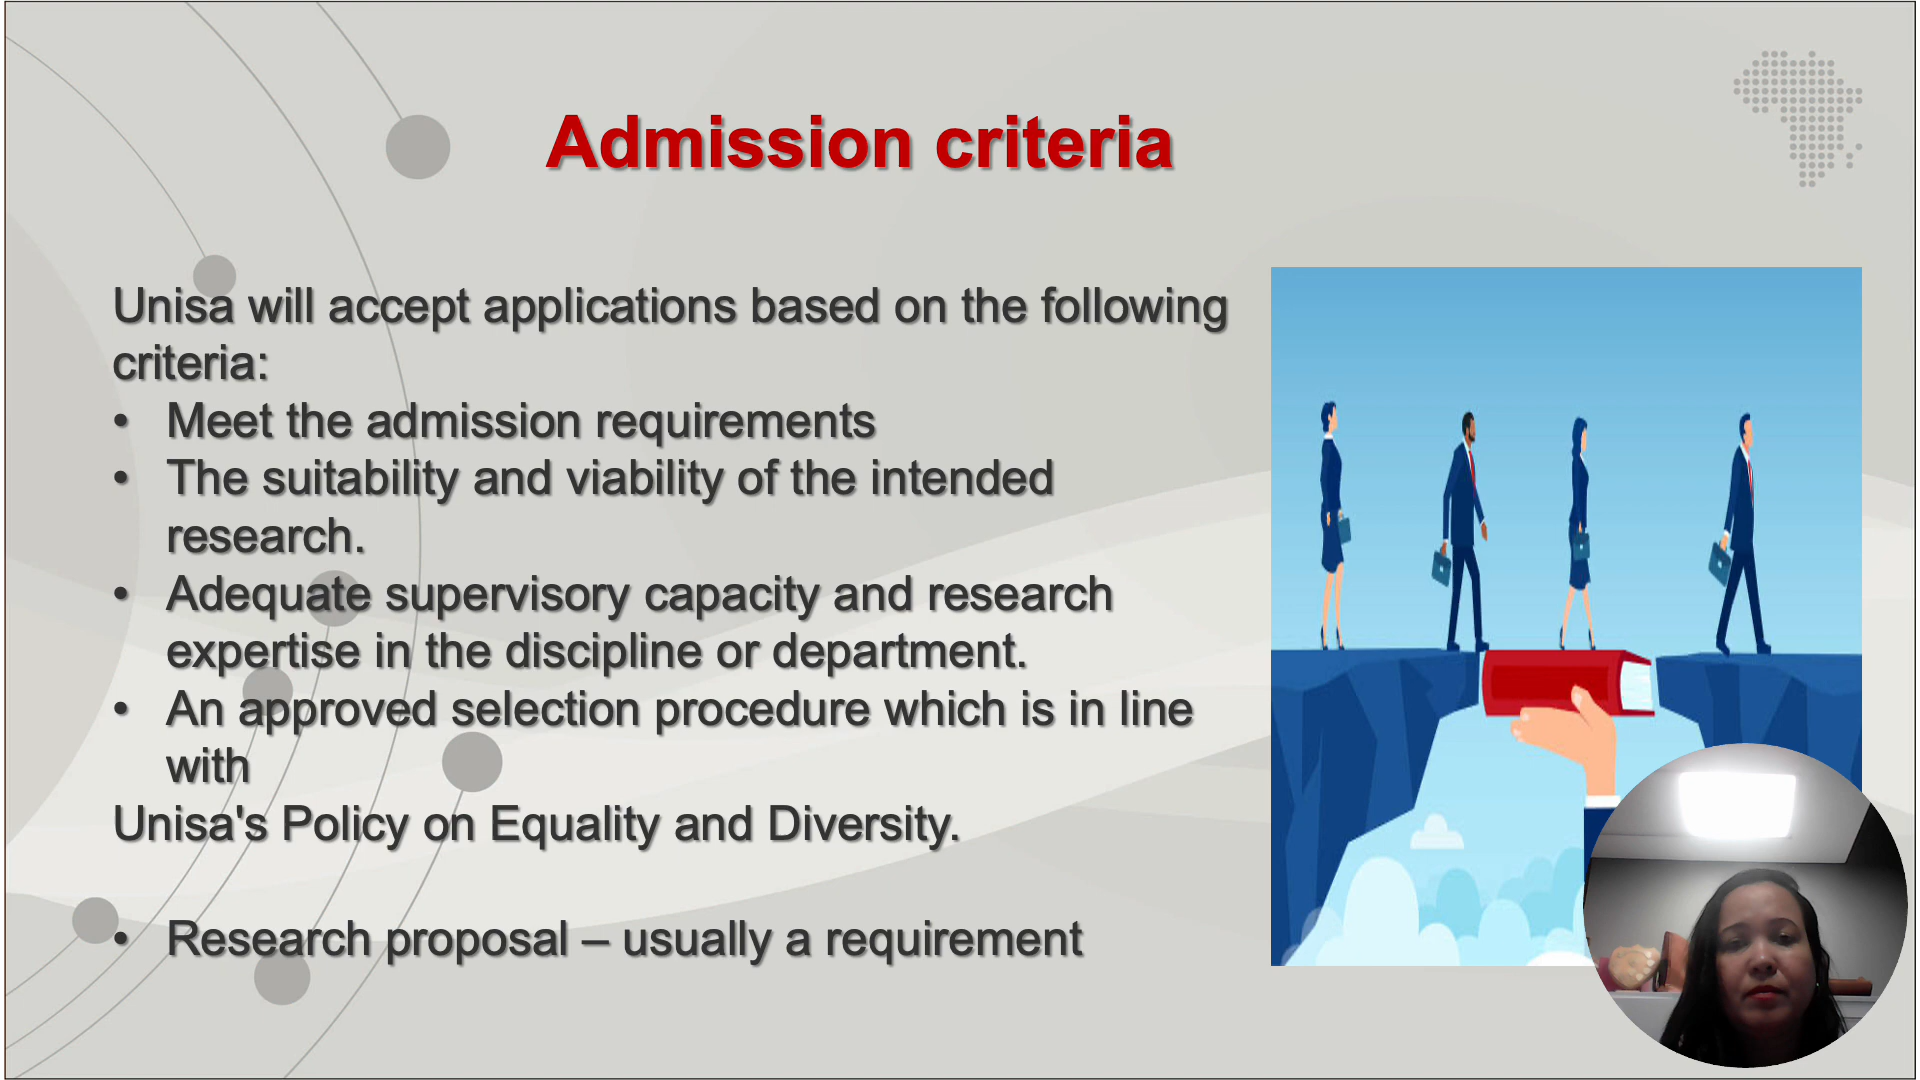 Admission criteria
Unisa will accept applications based on the following
criteria:
• Meet the admission requirements
• The suitability and viability of the intended
research.
• Adequate supervisory capacity and research
expertise in the discipline or department.
• An approved selection procedure which is in line
with
Unisa's Policy on Equality and Diversity.
• Research proposal – usually a requirement